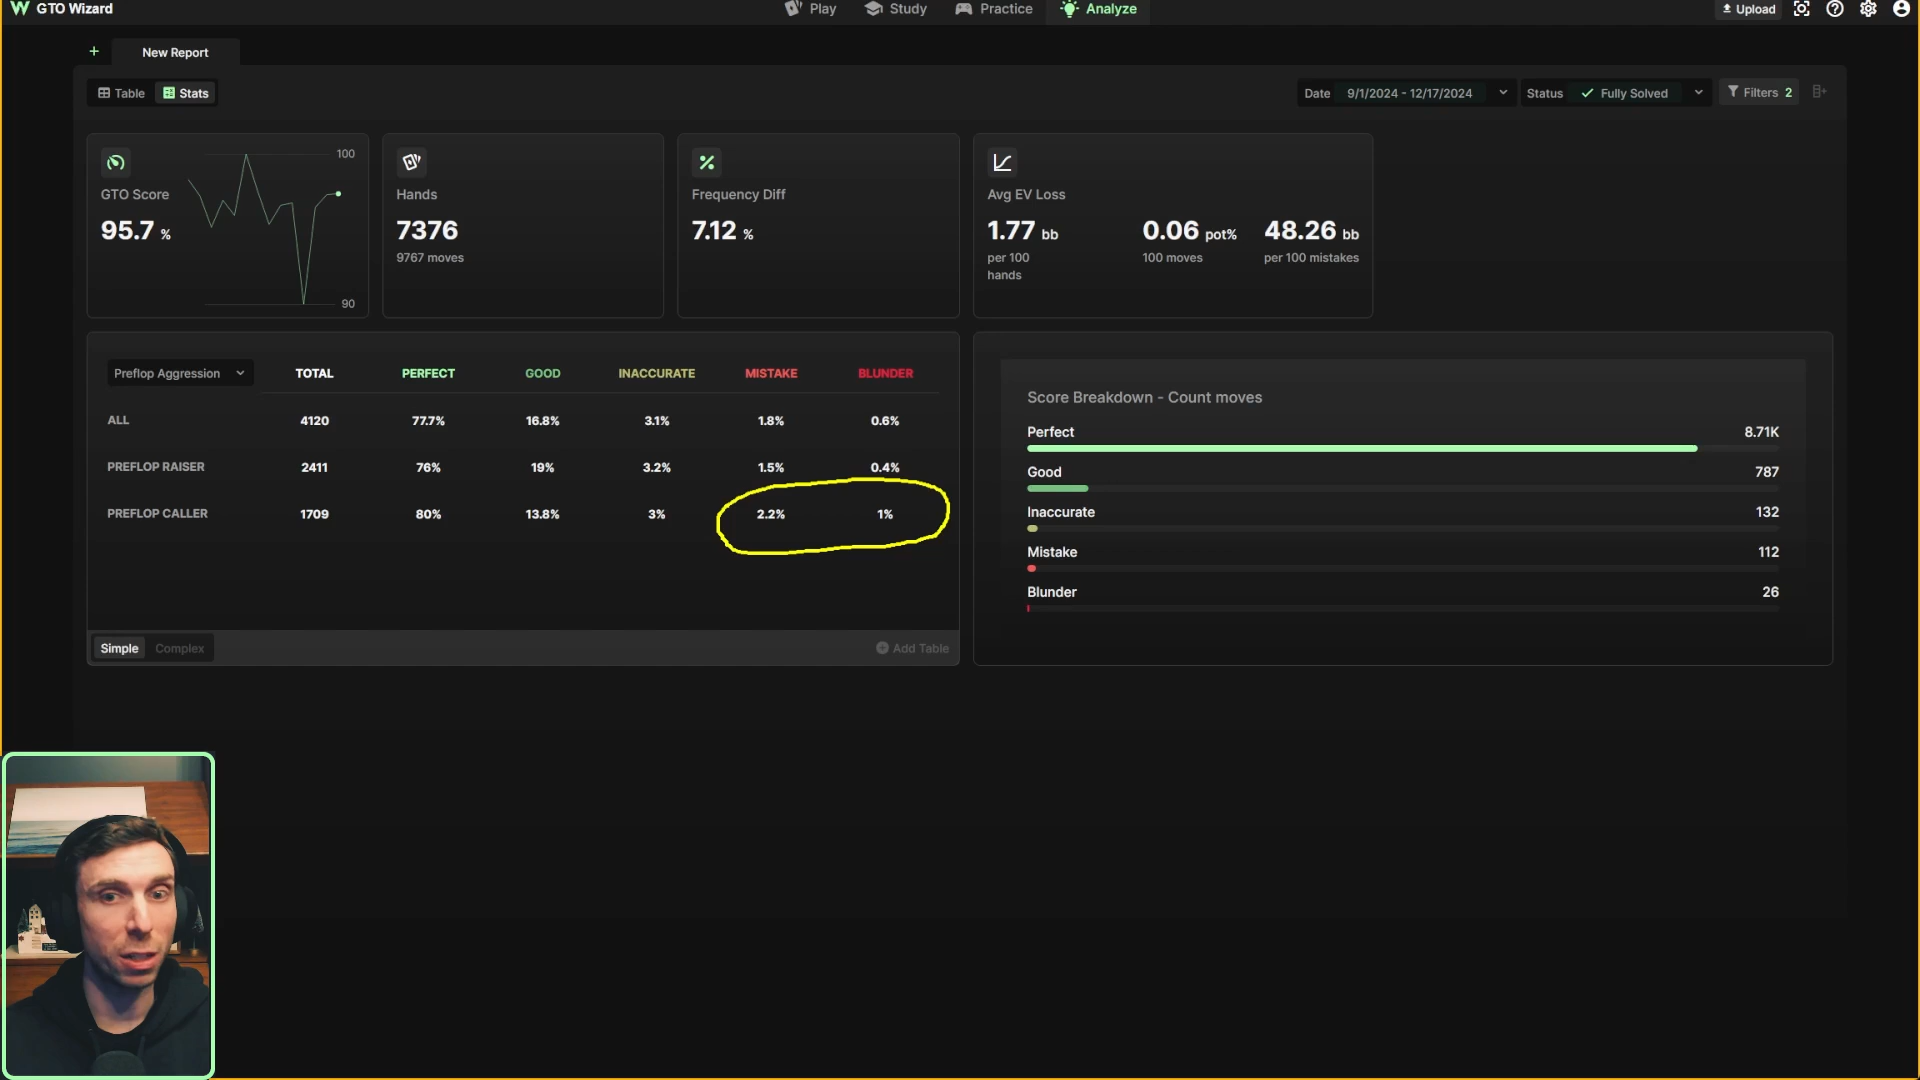 GTO Wizard
Play
Study
Practice
Analyze
Upload
+
New Report
Table
Stats
Date 9/1/2024 - 12/17/2024
Status Fully Solved
Filters 2
GTO Score
95.7 %
100
90
Hands
7376
9767 moves
Frequency Diff
7.12 %
Avg EV Loss
1.77 bb
per 100
hands
0.06 pot%
100 moves
48.26 bb
per 100 mistakes
Preflop Aggression TOTAL PERFECT GOOD INACCURATE MISTAKE BLUNDER
ALL 4120 77.7% 16.8% 3.1% 1.8% 0.6%
PREFLOP RAISER 2411 76% 19% 3.2% 1.5% 0.4%
PREFLOP CALLER 1709 80% 13.8% 3% 2.2% 1%
Simple
Complex
Add Table
Score Breakdown - Count moves
Perfect 8.71K
Good 787
Inaccurate 132
Mistake 112
Blunder 26